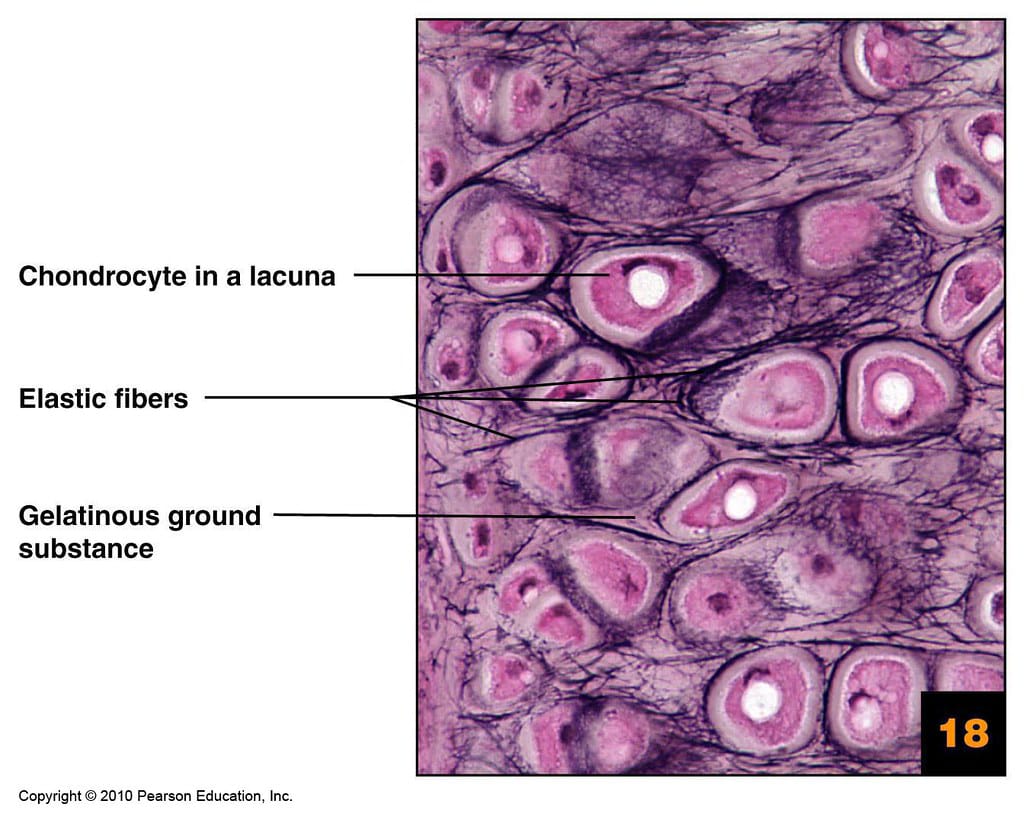 Chondrocyte in a lacuna
Elastic fibers
Gelatinous ground
substance
18
Copyright © 2010 Pearson Education, Inc.